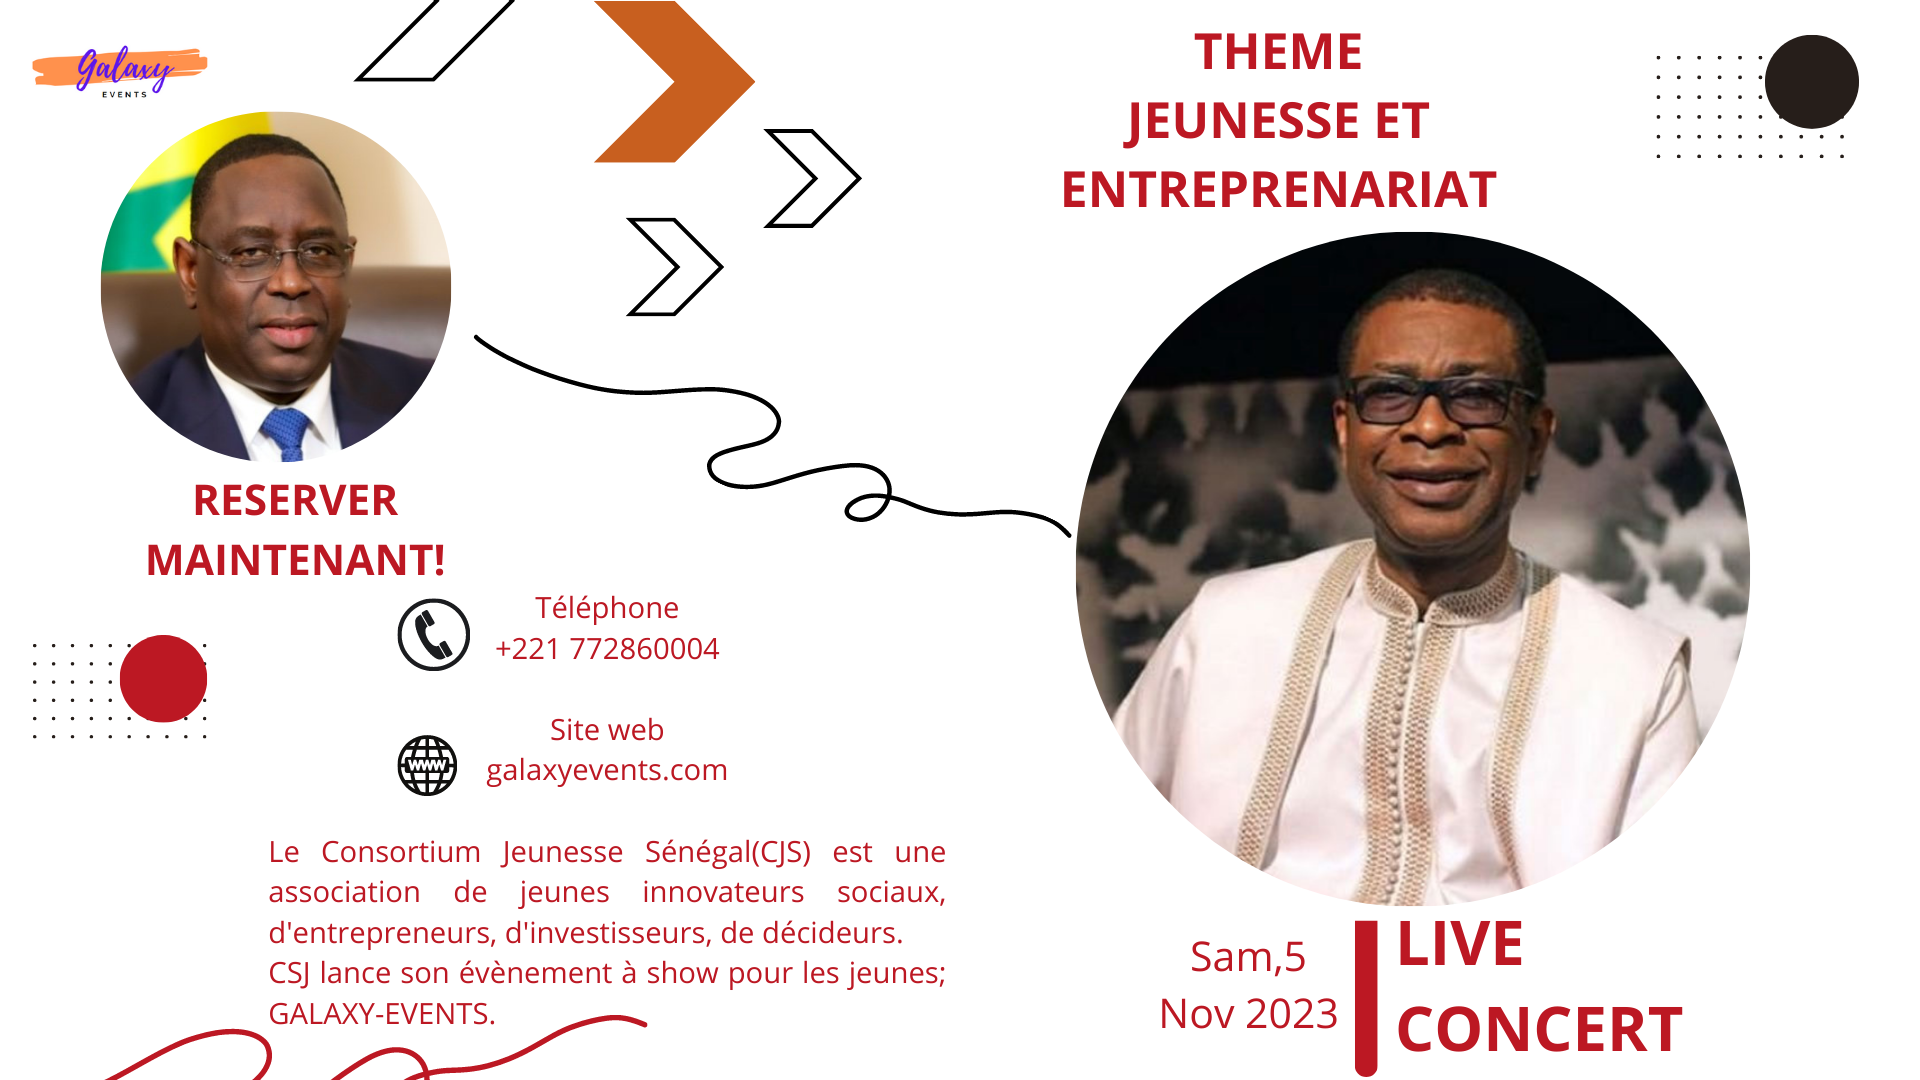 Galaxy
EVENTS
THEME
JEUNESSE ET
ENTREPRENARIAT
RESERVER
MAINTENANT!
Téléphone
+221 772860004
Site web
WWW
galaxyevents.com
Le Consortium Jeunesse Sénégal(CJS) est une
association de jeunes innovateurs sociaux,
d'entrepreneurs, d'investisseurs, de décideurs.
CSJ lance son évènement à show pour les jeunes;
GALAXY-EVENTS.
Sam,5
Nov 2023
LIVE
CONCERT